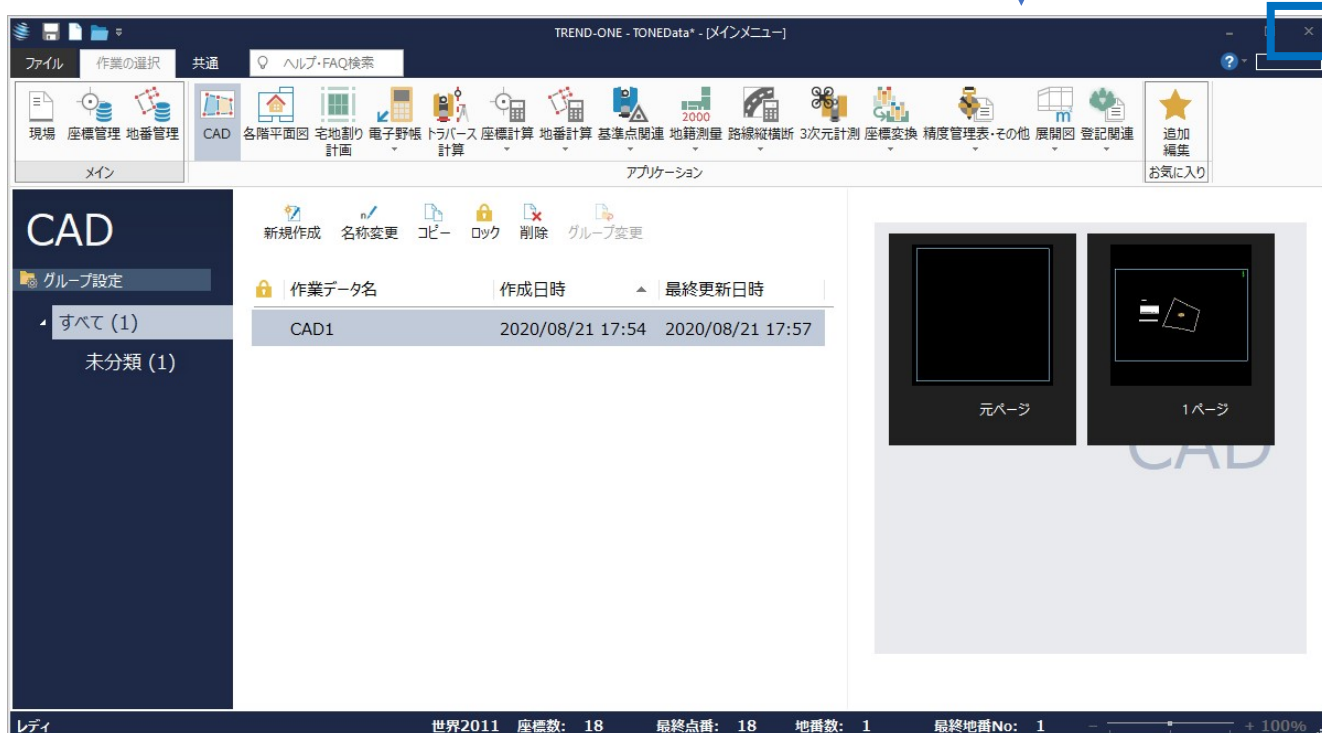 TREND-ONE - TONEData* - [メインメニュー]
ファイル 作業の選択 共通 ヘルプ・FAQ検索
現場 座標管理 地番管理 CAD 各階平面図 宅地割り計画 電子野帳 トラバース計算 座標計算 地番計算 基準点関連 2000 地籍測量 路線縦横断 3次元計測 座標変換 精度管理表・その他 m 展開図 登記関連 追加編集
メイン アプリケーション お気に入り
CAD
新規作成 名称変更 コピー ロック 削除 グループ変更
グループ設定
作業データ名 作成日時 最終更新日時
すべて (1)
CAD1 2020/08/21 17:54 2020/08/21 17:57
未分類 (1)
元ページ 1ページ
CAD
レディ 世界2011 座標数: 18 最終点番: 18 地番数: 1 最終地番No: 1 - + 100%